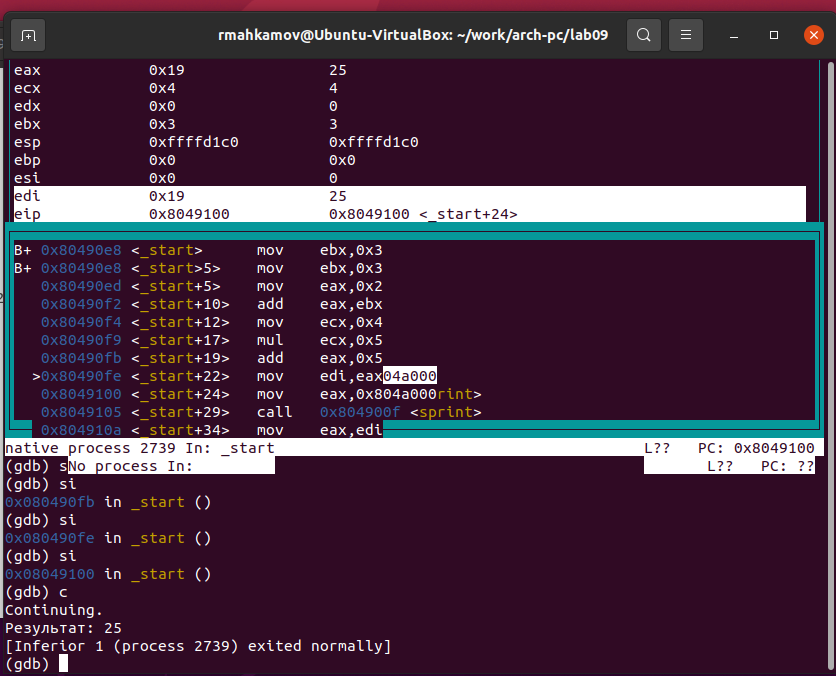 rmahkamov@Ubuntu-VirtualBox: ~/work/arch-pc/lab09
eax 0x19 25
ecx 0x4 4
edx 0x0 0
ebx 0x3 3
esp 0xffffd1c0 0xffffd1c0
ebp 0x0 0x0
esi 0x0 0
edi 0x19 25
eip 0x8049100 0x8049100 <_start+24>
B+ 0x80490e8 <_start> mov ebx,0x3
B+ 0x80490e8 <_start>5> mov ebx,0x3
0x80490ed <_start+5> mov eax,0x2
0x80490f2 <_start+10> add eax,ebx
0x80490f4 <_start+12> mov ecx,0x4
0x80490f9 <_start+17> mul ecx,0x5
0x80490fb <_start+19> add eax,0x5
>0x80490fe <_start+22> mov edi,eax04a000
0x8049100 <_start+24> mov eax,0x804a000rint>
0x8049105 <_start+29> call 0x804900f <sprint>
0x804910a <_start+34> mov eax,edi
native process 2739 In: _start L?? PC: 0x8049100
(gdb) sNo process In: L?? PC: ??
(gdb) si
0x080490fb in _start ()
(gdb) si
0x080490fe in _start ()
(gdb) si
0x08049100 in _start ()
(gdb) c
Continuing.
Результат: 25
[Inferior 1 (process 2739) exited normally]
(gdb)